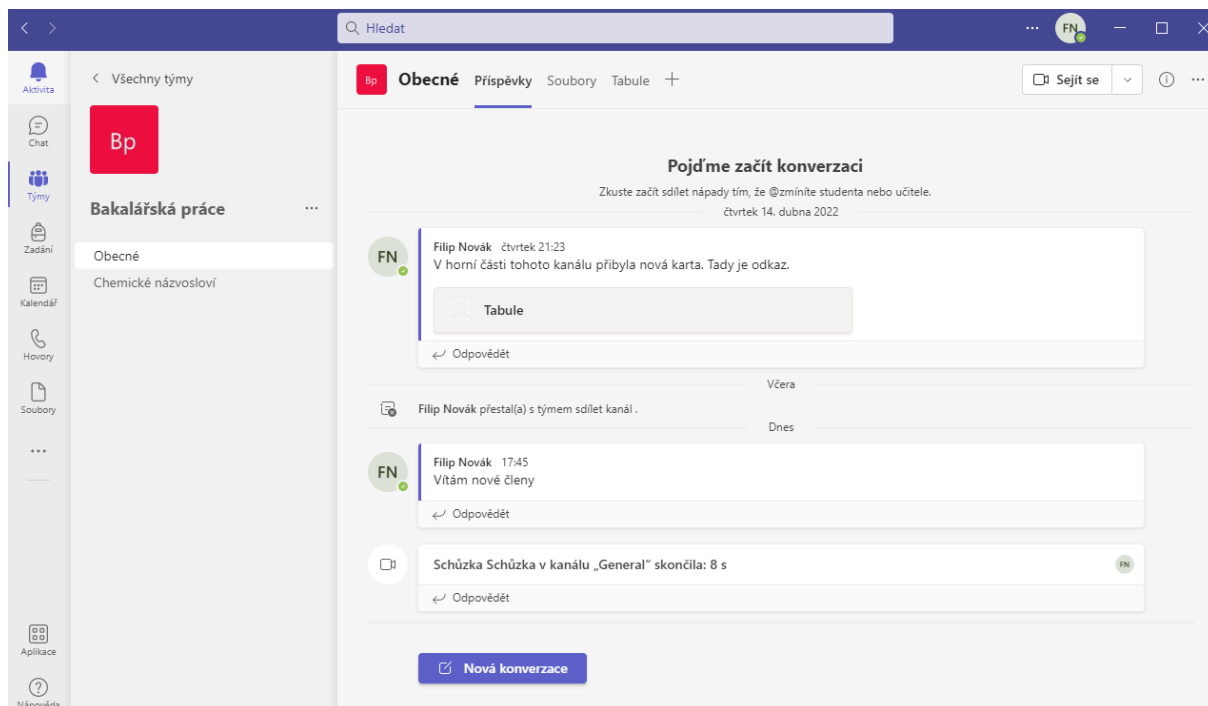 Hledat
...
FN
Aktivita
Chat
Týmy
Zadání
Kalendář
Hovory
Soubory
...
Aplikace
Nápověda
Všechny týmy
Bp
Bakalářská práce ...
Obecné
Chemické názvosloví
Bp Obecné Příspěvky Soubory Tabule
Sejít se
...
Pojďme začít konverzaci
Zkuste začít sdílet nápady tím, že @zmíníte studenta nebo učitele.
čtvrtek 14. dubna 2022
FN
Filip Novák čtvrtek 21:23
V horní části tohoto kanálu přibyla nová karta. Tady je odkaz.
Tabule
Odpovědět
Včera
Filip Novák přestal(a) s týmem sdílet kanál .
Dnes
FN
Filip Novák 17:45
Vítám nové členy
Odpovědět
Schůzka Schůzka v kanálu „General“ skončila: 8 s
FN
Odpovědět
Nová konverzace